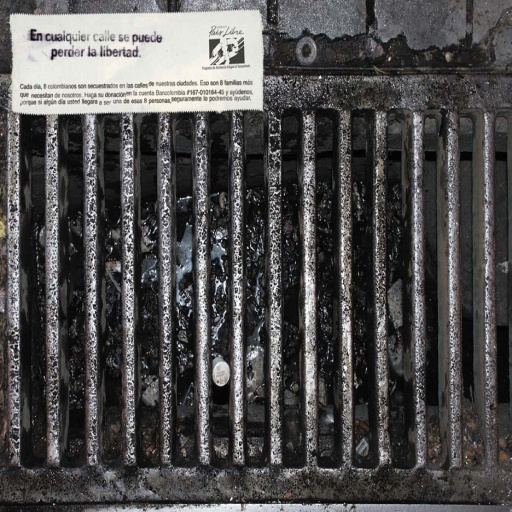 En cualquier calle se puede
perder la libertad.
País Libre
Cada día, 8 colombianos son secuestrados en las calles de nuestras ciudades. Eso son 8 familias más
que necesitan de nosotros. Haga su donación en la cuenta Bancolombia #167-010164-45 y ayúdenos,
porque si algún día usted llegara a ser una de esas 8 personas, seguramente lo podremos ayudar.